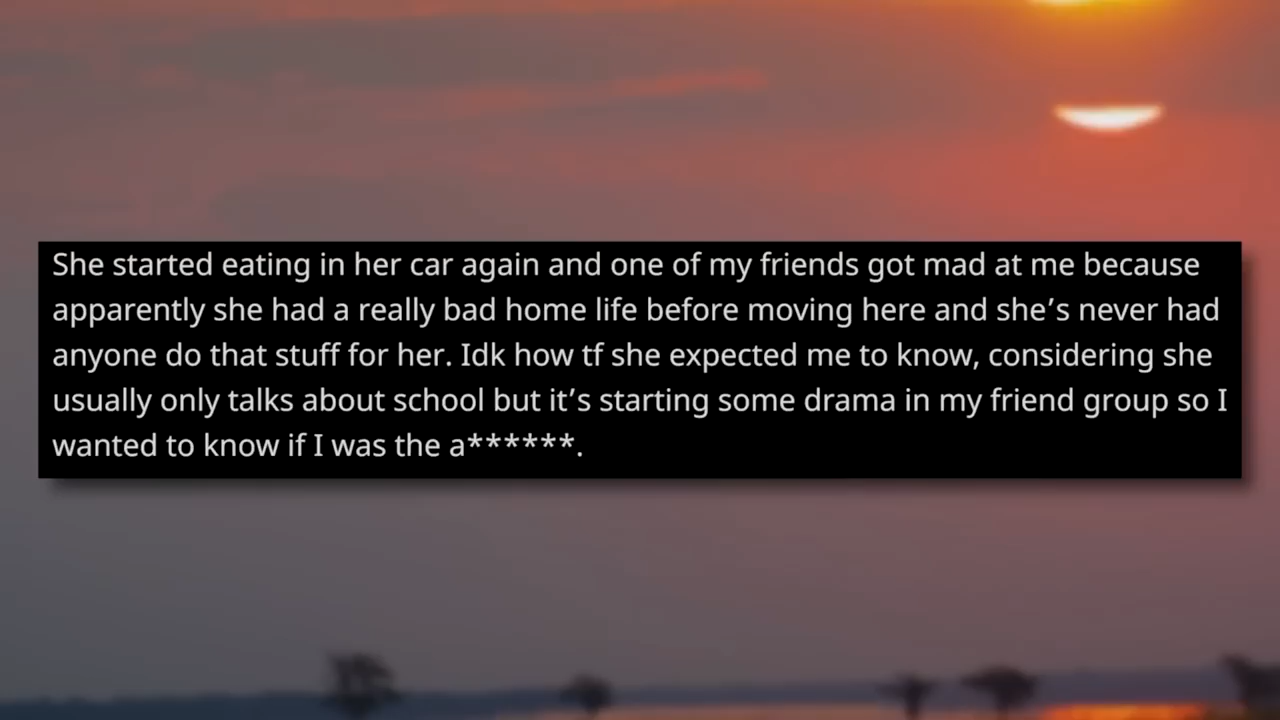 She started eating in her car again and one of my friends got mad at me because
apparently she had a really bad home life before moving here and she’s never had
anyone do that stuff for her. Idk how tf she expected me to know, considering she
usually only talks about school but it’s starting some drama in my friend group so I
wanted to know if I was the a******.